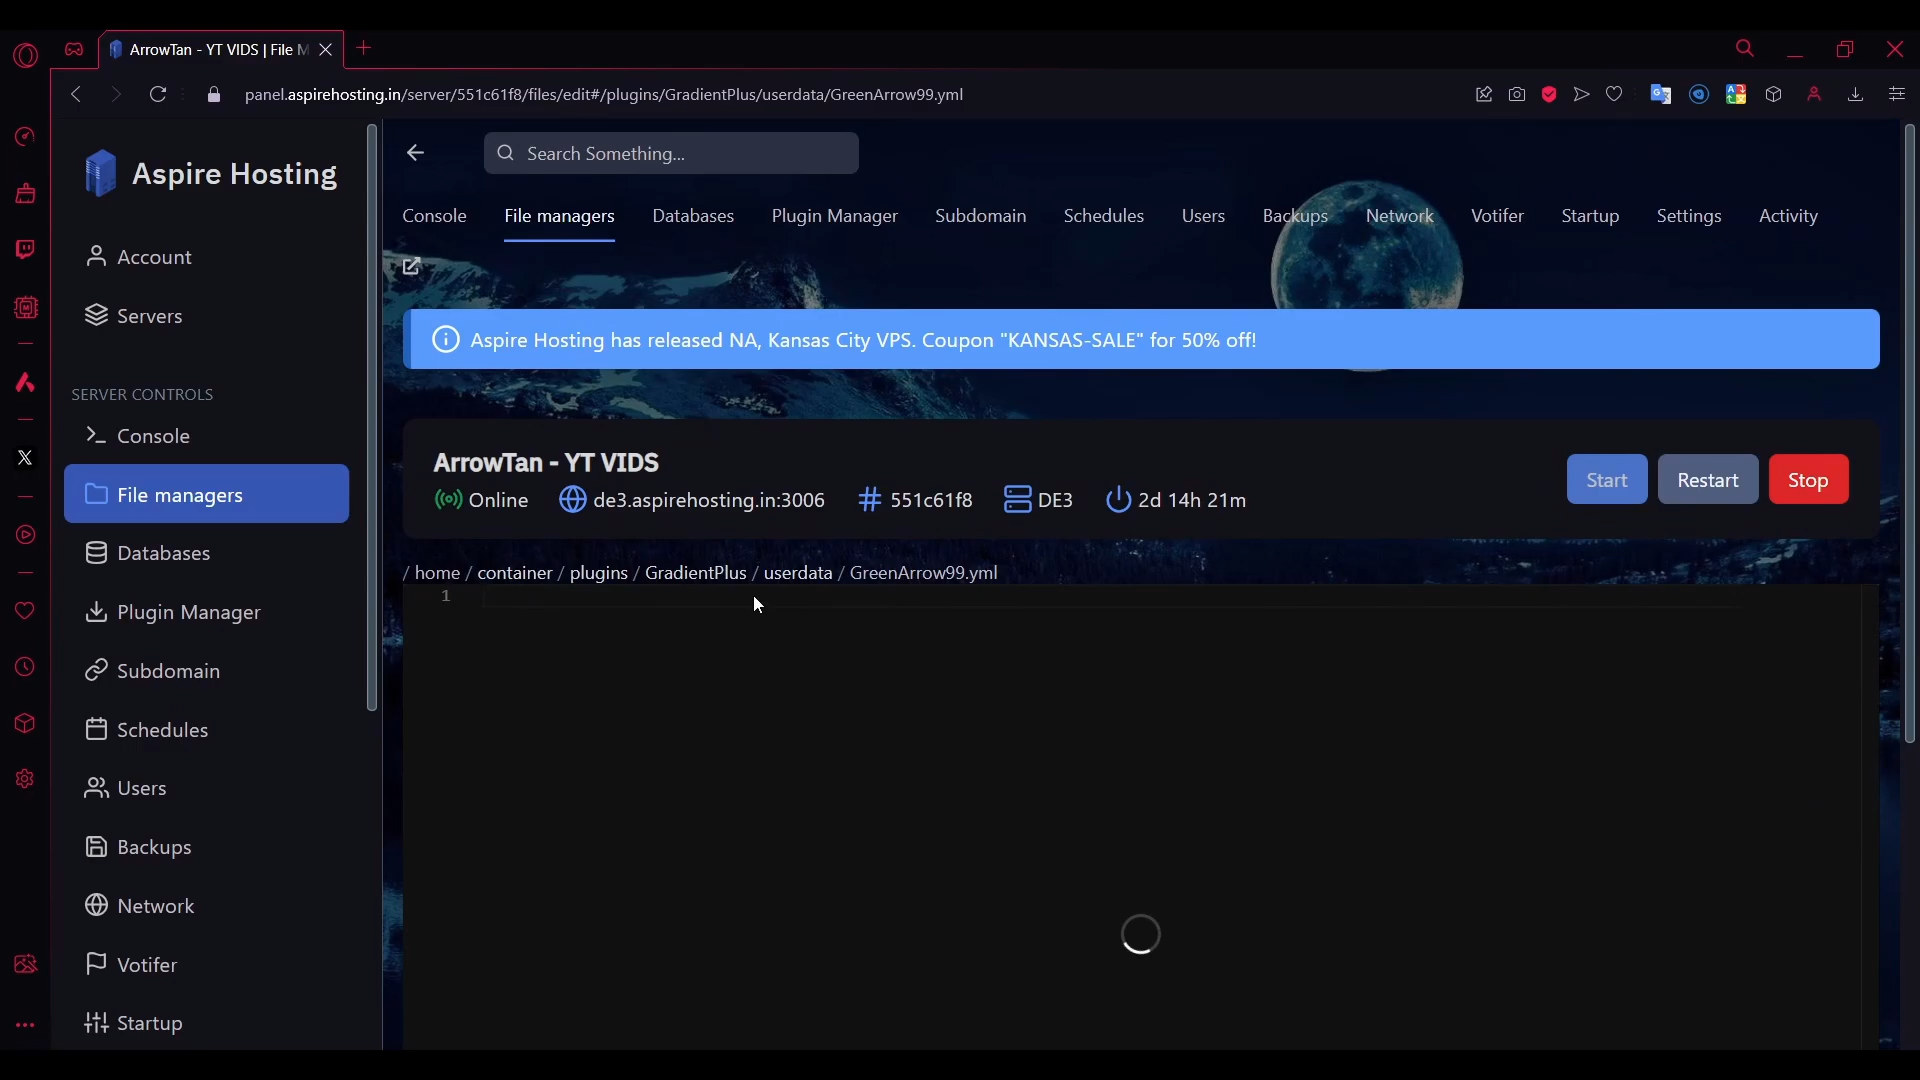 ArrowTan - YT VIDS | File M
panel.aspirehosting.in/server/551c61f8/files/edit#/plugins/GradientPlus/userdata/GreenArrow99.yml
Aspire Hosting
Account
Servers
SERVER CONTROLS
Console
File managers
Databases
Plugin Manager
Subdomain
Schedules
Users
Backups
Network
Votifer
Startup
Search Something...
Console File managers Databases Plugin Manager Subdomain Schedules Users Backups Network Votifer Startup Settings Activity
Aspire Hosting has released NA, Kansas City VPS. Coupon "KANSAS-SALE" for 50% off!
ArrowTan - YT VIDS
Online de3.aspirehosting.in:3006 551c61f8 DE3 2d 14h 21m
Start Restart Stop
/ home / container / plugins / GradientPlus / userdata / GreenArrow99.yml
1